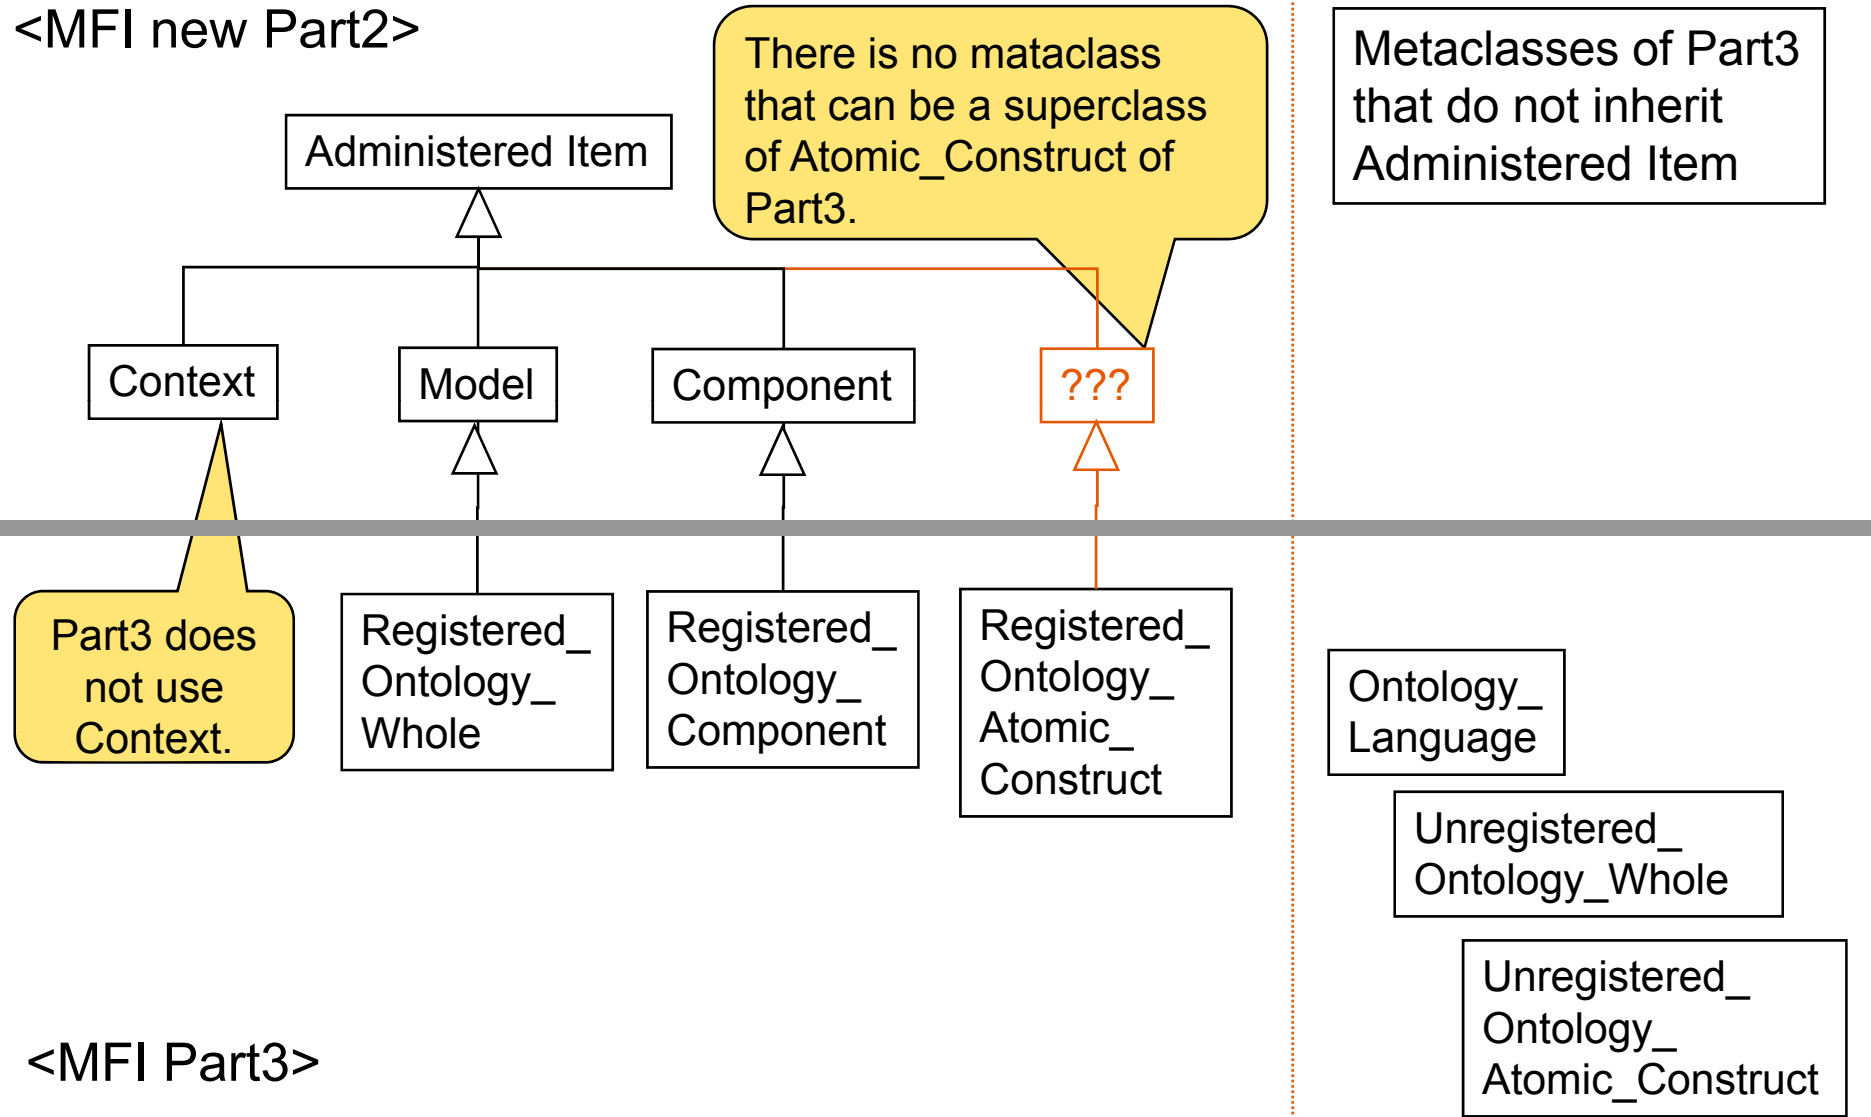 <MFI new Part2>
There is no mataclass
that can be a superclass
of Atomic_Construct of
Part3.
Metaclasses of Part3
that do not inherit
Administered Item
Administered Item
Context
Model
Component
???
Part3 does
not use
Context.
Registered_
Ontology_
Whole
Registered_
Ontology_
Component
Registered_
Ontology_
Atomic_
Construct
Ontology_
Language
Unregistered_
Ontology_Whole
Unregistered_
Ontology_
Atomic_Construct
<MFI Part3>